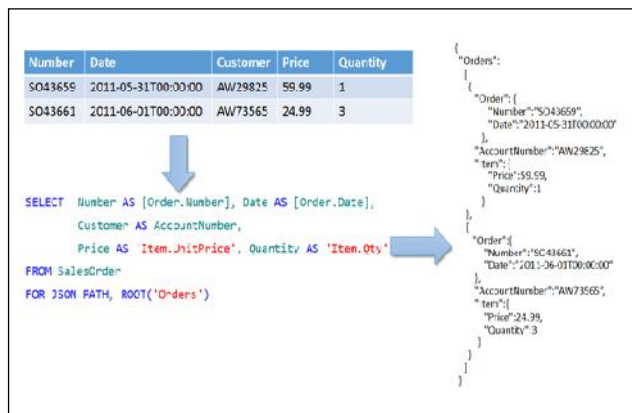 Number Date Customer Price Quantity
SO43659 2011-05-31T00:00:00 AW29825 59.99 1
SO43661 2011-06-01T00:00:00 AW73565 24.99 3
SELECT Number AS [Order.Number], Date AS [Order.Date],
Customer AS AccountNumber,
Price AS 'Item.UnitPrice', Quantity AS 'Item.Qty'
FROM SalesOrder
FOR JSON PATH, ROOT('Orders')
{
"Orders":
[
{
"Order":{
"Number":"SO43659",
"Date":"2011-05-31T00:00:00"
},
"AccountNumber":"AW29825",
"Item":{
"Price":59.99,
"Quantity":1
}
},
{
"Order":{
"Number":"SO43661",
"Date":"2011-06-01T00:00:00"
},
"AccountNumber":"AW73565",
"Item":{
"Price":24.99,
"Quantity":3
}
}
]
}